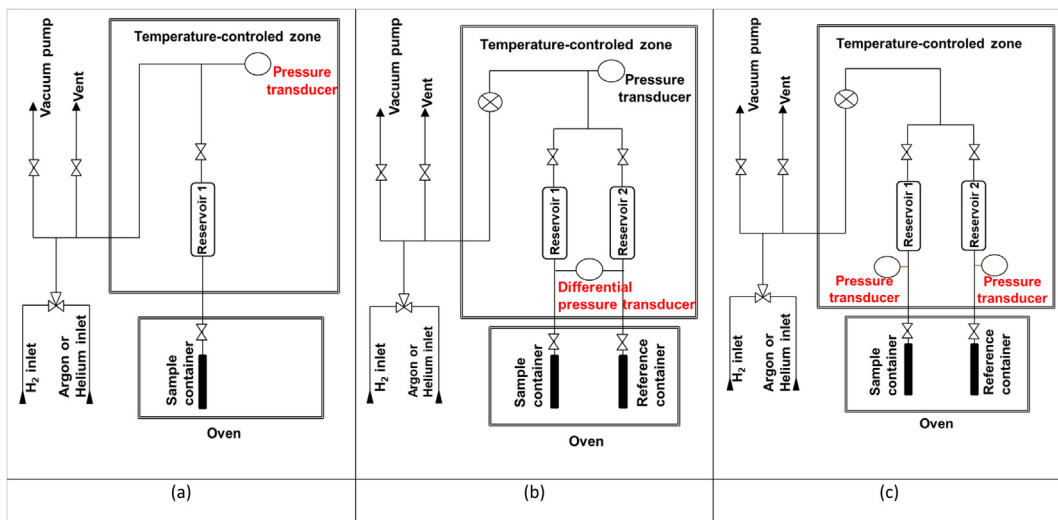 Temperature-controled zone
Vacuum pump
Vent
Pressure
transducer
Reservoir 1
H2 inlet
Argon or
Helium inlet
Sample
container
Oven
(a)
Temperature-controled zone
Vacuum pump
Vent
Pressure
transducer
Reservoir 1
Reservoir 2
Differential
pressure transducer
H2 inlet
Argon or
Helium inlet
Sample
container
Reference
container
Oven
(b)
Temperature-controled zone
Vacuum pump
Vent
Reservoir 1
Reservoir 2
Pressure
transducer
Pressure
transducer
H2 inlet
Argon or
Helium inlet
Sample
container
Reference
container
Oven
(c)